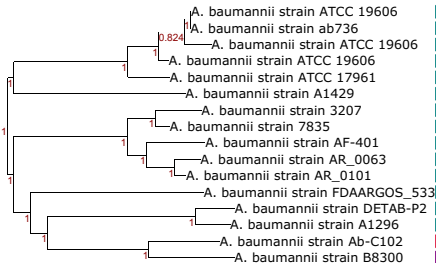 A. baumannii strain ATCC 19606
1
A. baumannii strain ab736
0.824
A. baumannii strain ATCC 19606
1
A. baumannii strain ATCC 19606
1
A. baumannii strain ATCC 17961
1
A. baumannii strain A1429
A. baumannii strain 3207
1
A. baumannii strain 7835
1
1
A. baumannii strain AF-401
1
A. baumannii strain AR_0063
1
1
A. baumannii strain AR_0101
A. baumannii strain FDAARGOS_533
1
A. baumannii strain DETAB-P2
1
A. baumannii strain A1296
1
A. baumannii strain Ab-C102
1
A. baumannii strain B8300